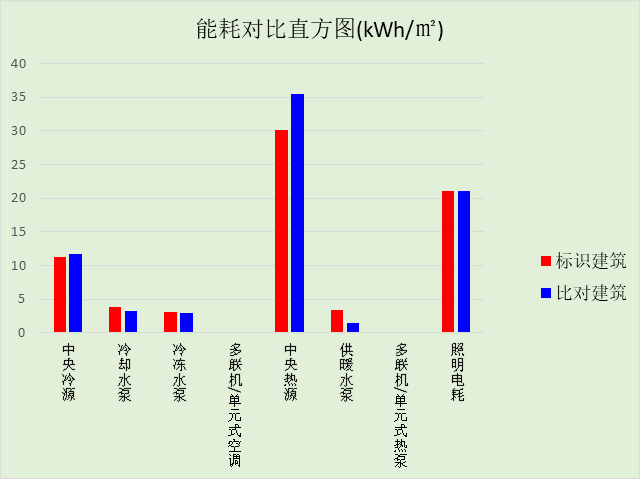 能耗对比直方图(kWh/㎡)
40
35
30
25
20
15
10
5
0
中央冷源
冷却水泵
冷冻水泵
多联机/单元式空调
中央热源
供暖水泵
多联机/单元式热泵
照明电耗
标识建筑
比对建筑